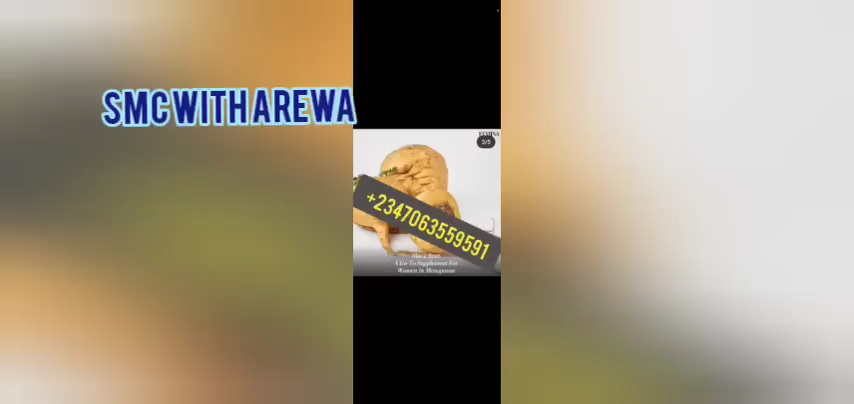 SMC WITH AREWA
3/5
+2347063559591
Maca Root
A Go-To Supplement For
Women In Menopause